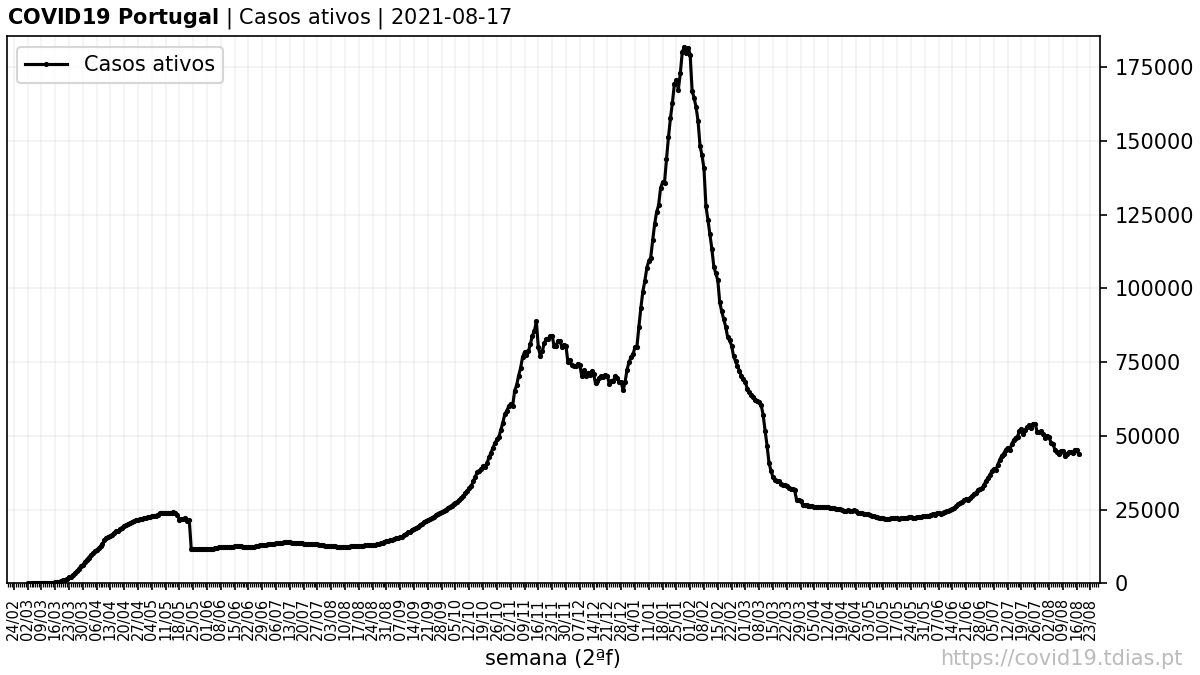 COVID19 Portugal | Casos ativos | 2021-08-17
Casos ativos
175000
150000
125000
100000
75000
50000
25000
0
24/02 02/03 09/03 16/03 23/03 30/03 06/04 13/04 20/04 27/04 04/05 11/05 18/05 25/05 01/06 08/06 15/06 22/06 29/06 06/07 13/07 20/07 27/07 03/08 10/08 17/08 24/08 31/08 07/09 14/09 21/09 28/09 05/10 12/10 19/10 26/10 02/11 09/11 16/11 23/11 30/11 07/12 14/12 21/12 28/12 04/01 11/01 18/01 25/01 01/02 08/02 15/02 22/02 01/03 08/03 15/03 22/03 29/03 05/04 12/04 19/04 26/04 03/05 10/05 17/05 24/05 31/05 07/06 14/06 21/06 28/06 05/07 12/07 19/07 26/07 02/08 09/08 16/08 23/08
semana (2ªf)
https://covid19.tdias.pt